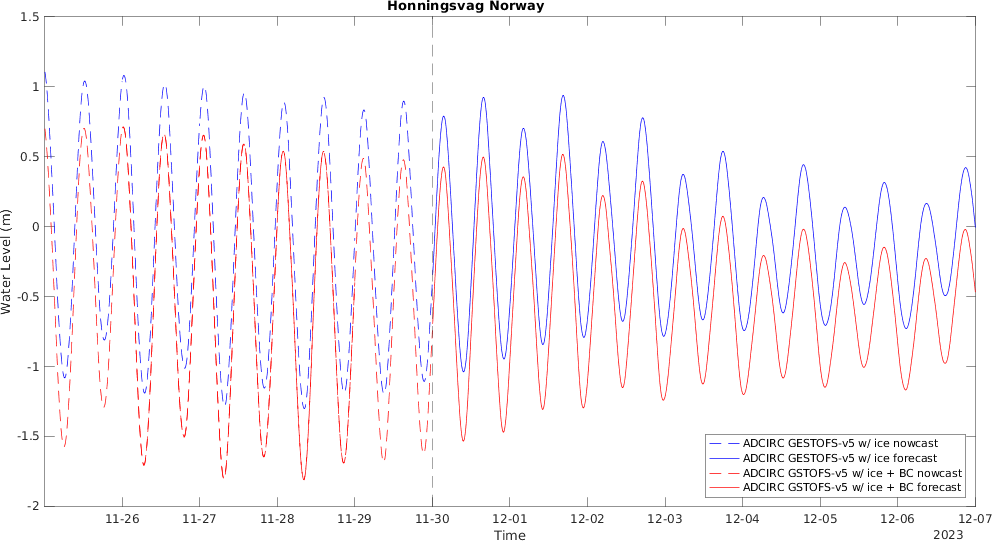 Honningsvag Norway
1.5
1
0.5
0
-0.5
-1
-1.5
-2
Water Level (m)
ADCIRC GESTOFS-v5 w/ ice nowcast
ADCIRC GESTOFS-v5 w/ ice forecast
ADCIRC GSTOFS-v5 w/ ice + BC nowcast
ADCIRC GSTOFS-v5 w/ ice + BC forecast
11-26 11-27 11-28 11-29 11-30 12-01 12-02 12-03 12-04 12-05 12-06 12-07
Time
2023